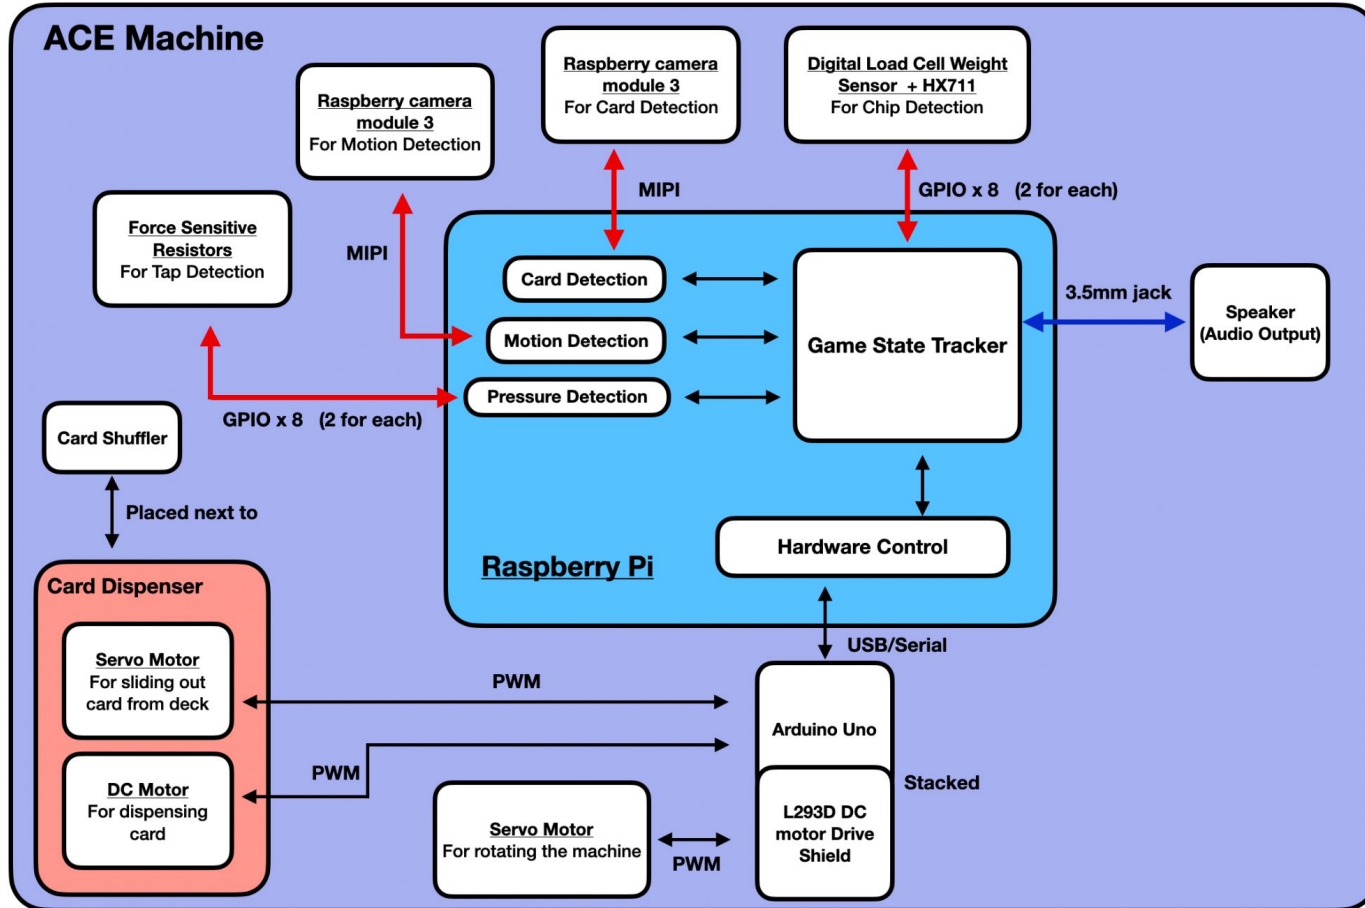 ACE Machine
Raspberry camera
module 3
For Card Detection
Digital Load Cell Weight
Sensor + HX711
For Chip Detection
Raspberry camera
module 3
For Motion Detection
MIPI
GPIO x 8 (2 for each)
Force Sensitive
Resistors
For Tap Detection
MIPI
Card Detection
Motion Detection
Pressure Detection
Game State Tracker
3.5mm jack
Speaker
(Audio Output)
GPIO x 8 (2 for each)
Card Shuffler
Placed next to
Hardware Control
Raspberry Pi
Card Dispenser
USB/Serial
Servo Motor
For sliding out
card from deck
PWM
Arduino Uno
DC Motor
For dispensing
card
PWM
Stacked
Servo Motor
For rotating the machine
PWM
L293D DC
motor Drive
Shield